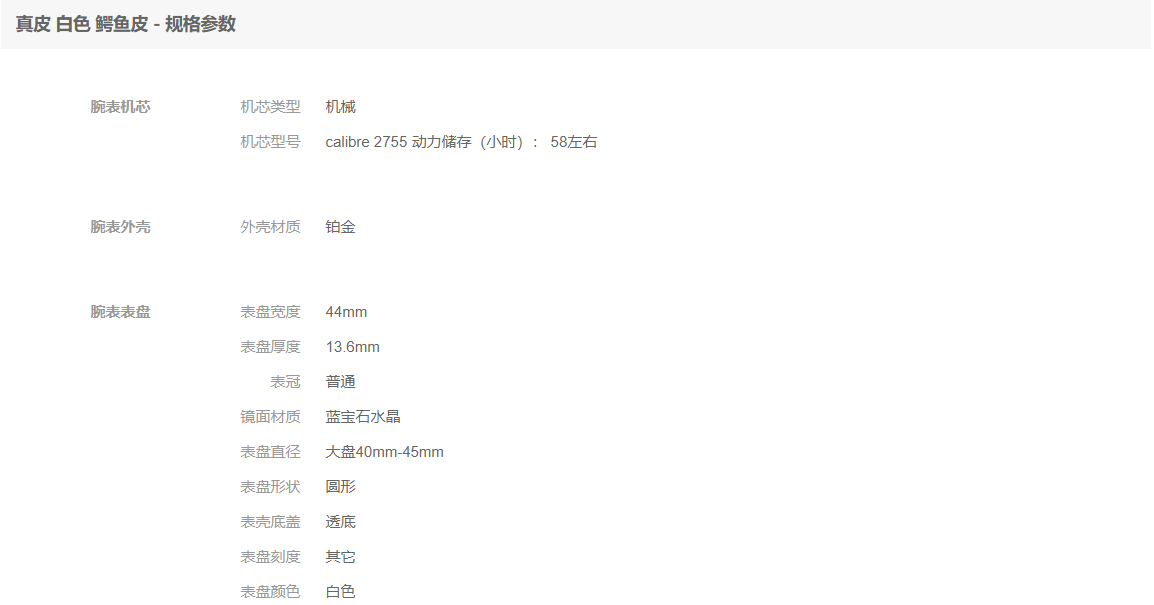 真皮 白色 鳄鱼皮 - 规格参数
腕表机芯 机芯类型 机械
机芯型号 calibre 2755 动力储存（小时）： 58左右
腕表外壳 外壳材质 铂金
腕表表盘 表盘宽度 44mm
表盘厚度 13.6mm
表冠 普通
镜面材质 蓝宝石水晶
表盘直径 大盘40mm-45mm
表盘形状 圆形
表壳底盖 透底
表盘刻度 其它
表盘颜色 白色